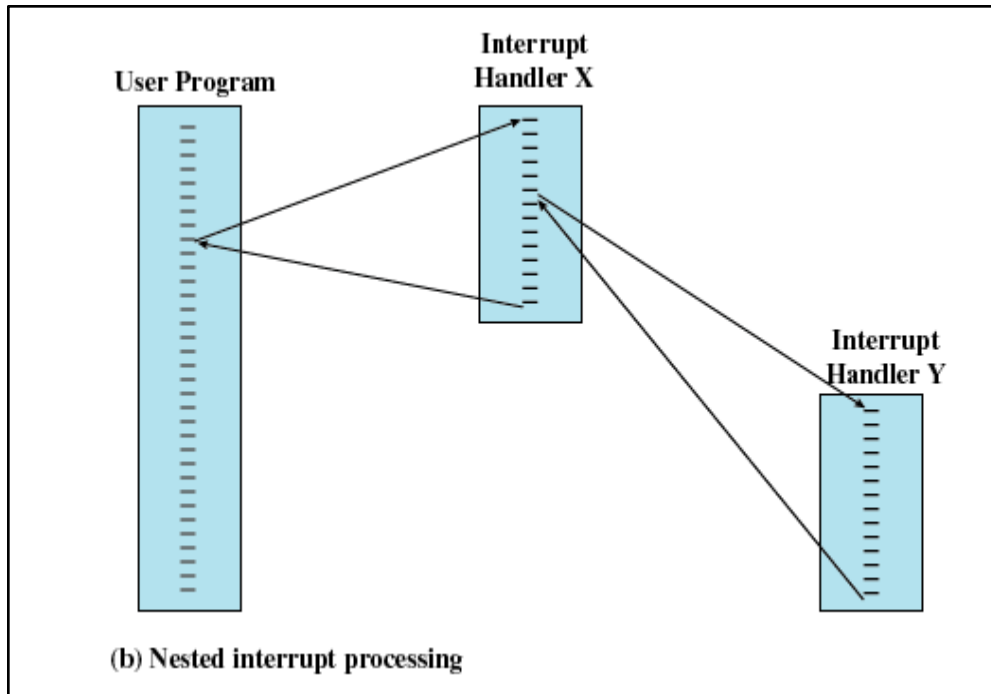 User Program
Interrupt
Handler X
Interrupt
Handler Y
(b) Nested interrupt processing